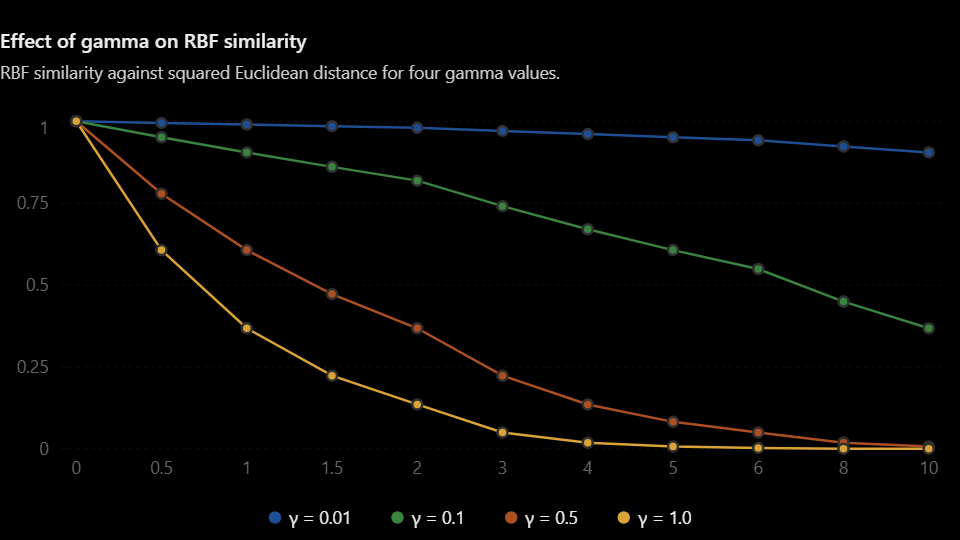 Effect of gamma on RBF similarity
RBF similarity against squared Euclidean distance for four gamma values.
1
0.75
0.5
0.25
0
0 0.5 1 1.5 2 3 4 5 6 8 10
γ = 0.01 γ = 0.1 γ = 0.5 γ = 1.0